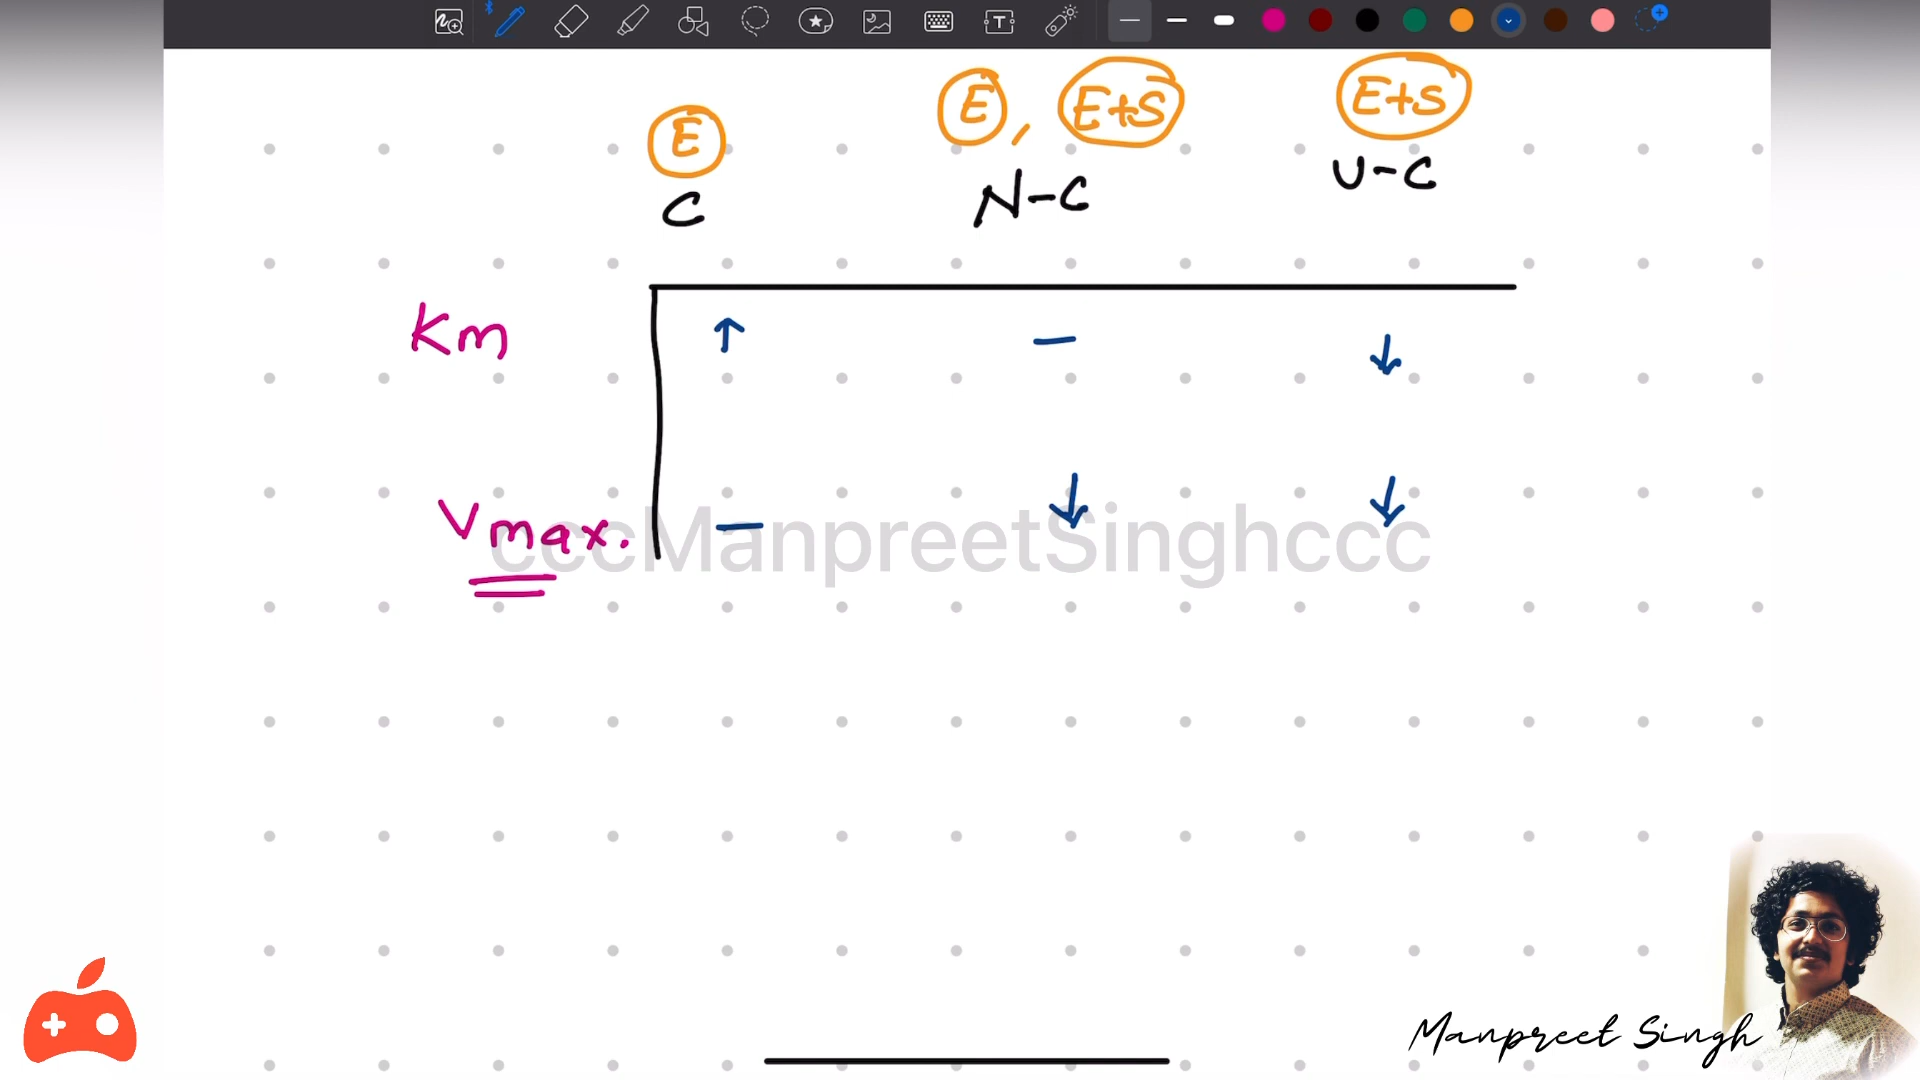 E E, E+S E+S
C N-C U-C
Km ↑ - ↓
Vmax. - ↓ ↓
cccManpreetSinghccc
Manpreet Singh